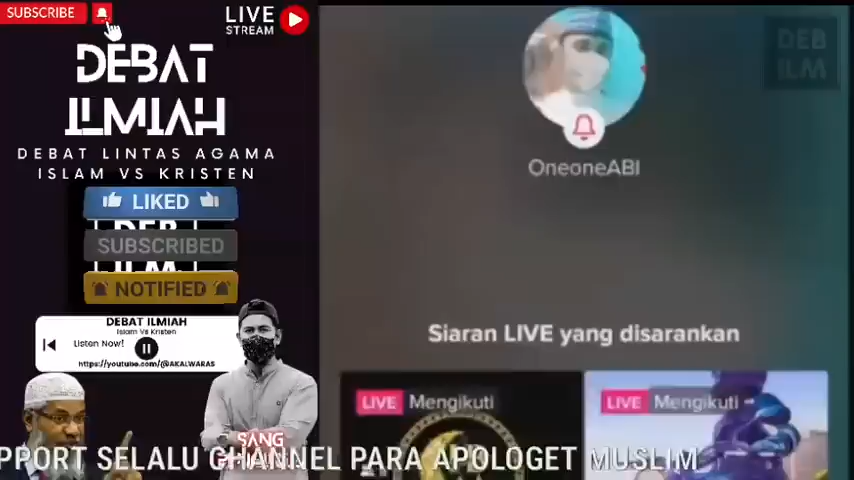 SUBSCRIBE
LIVE
STREAM
DEBAT
ILMIAH
DEBAT LINTAS AGAMA
ISLAM VS KRISTEN
LIKED
SUBSCRIBED
NOTIFIED
DEBAT ILMIAH
Islam Vs Kristen
Listen Now!
https://youtube.com/@AKALWARAS
SANG
DEB
ILM
OneoneABI
Siaran LIVE yang disarankan
LIVE Mengikuti
LIVE Mengikuti
PPORT SELALU CHANNEL PARA APOLOGET MUSLIM